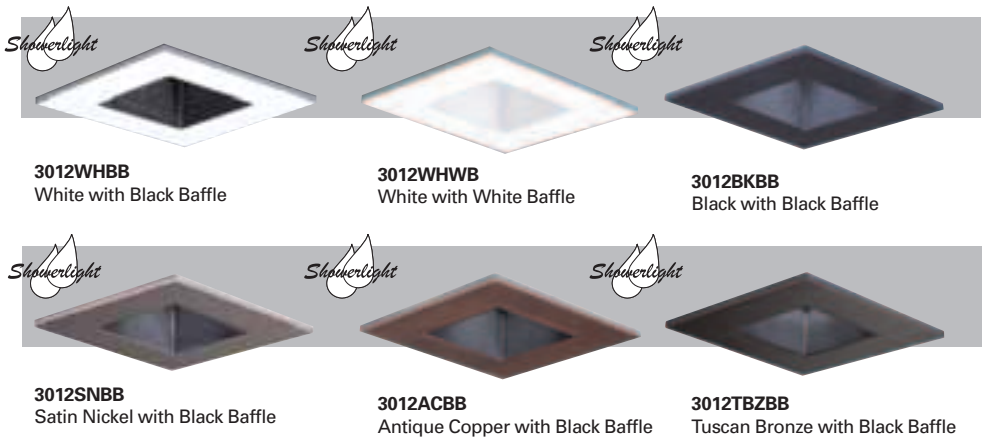 Showerlight
Showerlight
Showerlight
3012WHBB
White with Black Baffle
3012WHWB
White with White Baffle
3012BKBB
Black with Black Baffle
Showerlight
Showerlight
Showerlight
3012SNBB
Satin Nickel with Black Baffle
3012ACBB
Antique Copper with Black Baffle
3012TBZBB
Tuscan Bronze with Black Baffle